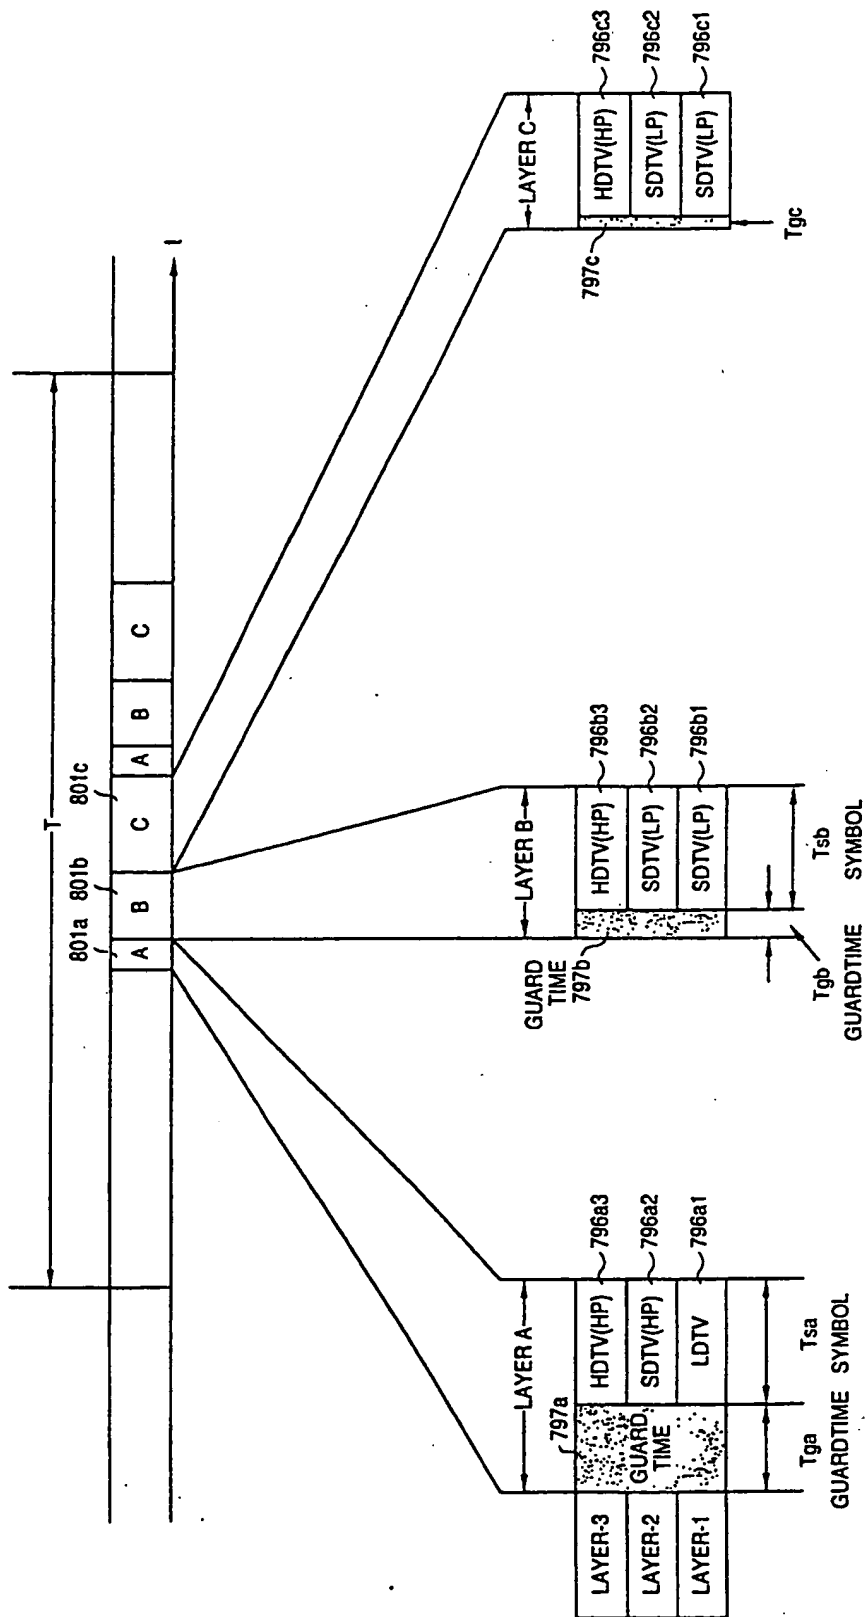 T
801a
801b
801c
A
B
C
A
B
C
t
LAYER A
LAYER B
LAYER C
797a
GUARD TIME
797b
797c
LAYER-3
GUARD
TIME
HDTV(HP)
796a3
HDTV(HP)
796b3
HDTV(HP)
796c3
LAYER-2
SDTV(HP)
796a2
SDTV(LP)
796b2
SDTV(LP)
796c2
LAYER-1
LDTV
796a1
SDTV(LP)
796b1
SDTV(LP)
796c1
Tga
Tsa
Tgb
Tsb
Tgc
GUARDTIME SYMBOL
GUARDTIME SYMBOL